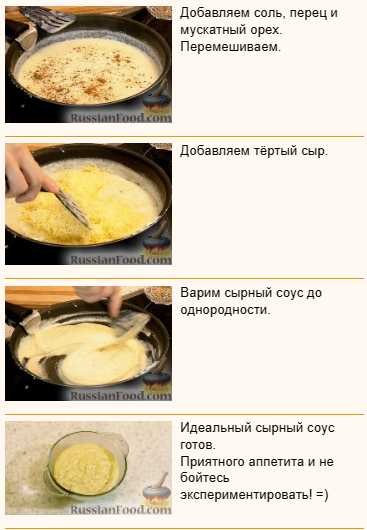 Добавляем соль, перец и
мускатный орех.
Перемешиваем.
RussianFood.com
Добавляем тёртый сыр.
RussianFood.com
Варим сырный соус до
однородности.
RussianFood.com
Идеальный сырный соус
готов.
Приятного аппетита и не
бойтесь
экспериментировать! =)
RussianFood.com